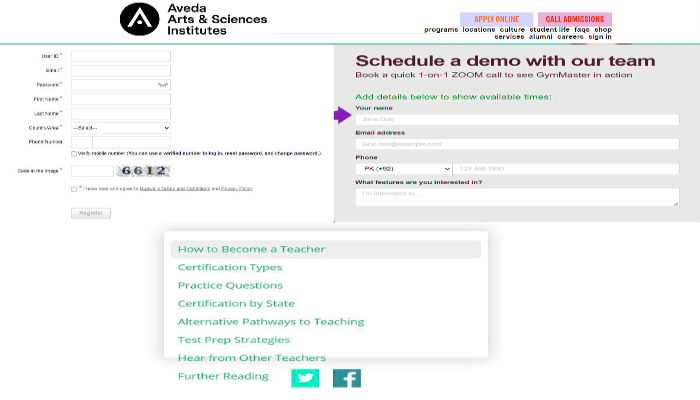 Aveda
Arts & Sciences
Institutes
APPLY ONLINE
CALL ADMISSIONS
programs locations culture student life faqs shop
services alumni careers sign in
User ID *
Email *
Password *
First Name *
Last Name *
Country/Area *
---Select---
Phone Number
Verify mobile number (You can use a verified number to log in, reset password, and change password.)
Code in the image *
6612
* I have read and agree to Huawei's Terms and Conditions and Privacy Policy
Register
Schedule a demo with our team
Book a quick 1-on-1 ZOOM call to see GymMaster in action
Add details below to show available times:
Your name
Jane Doe
Email address
jane.doe@example.com
Phone
PK (+92)
123 456 7890
What features are you interested in?
I'm interested in...
How to Become a Teacher
Certification Types
Practice Questions
Certification by State
Alternative Pathways to Teaching
Test Prep Strategies
Hear from Other Teachers
Further Reading